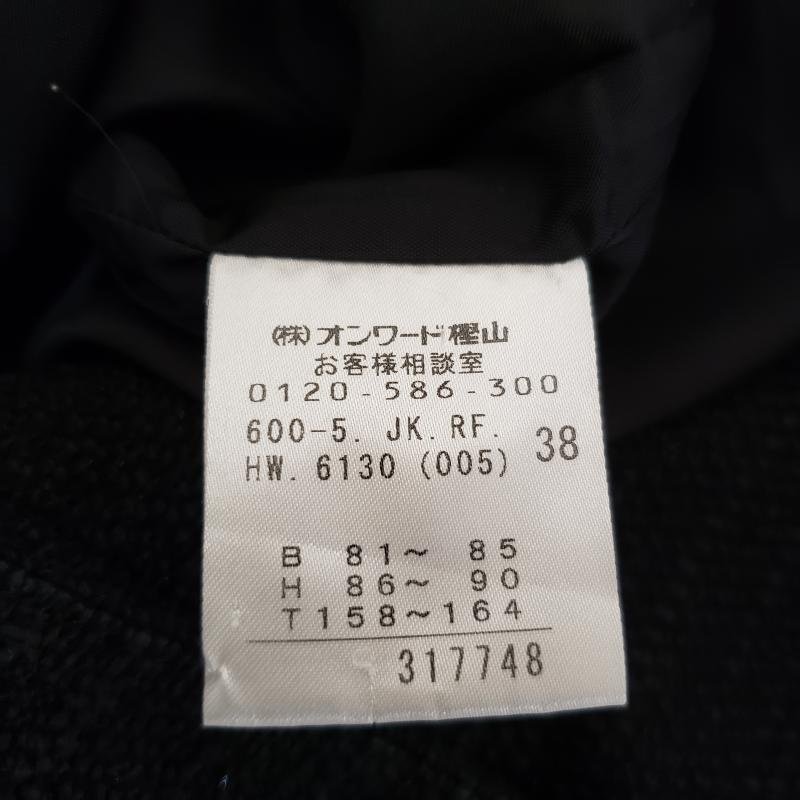 (株)オンワード樫山
お客様相談室
0120-586-300
600-5. JK.RF.
HW. 6130 (005) 38
B 81～ 85
H 86～ 90
T158～164
317748